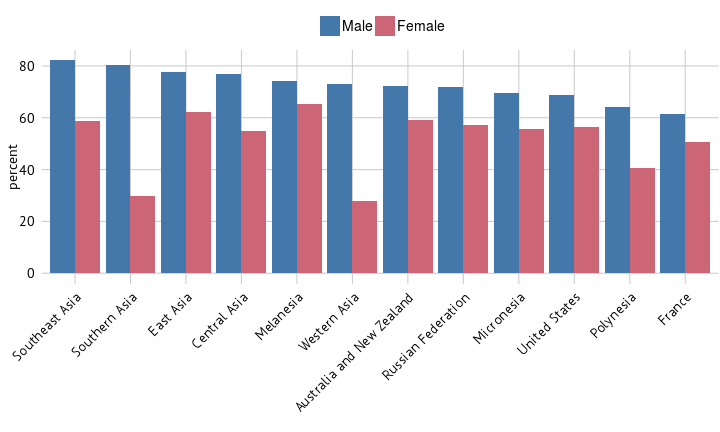 Male Female
percent
80
60
40
20
0
Southeast Asia
Southern Asia
East Asia
Central Asia
Melanesia
Western Asia
Australia and New Zealand
Russian Federation
Micronesia
United States
Polynesia
France